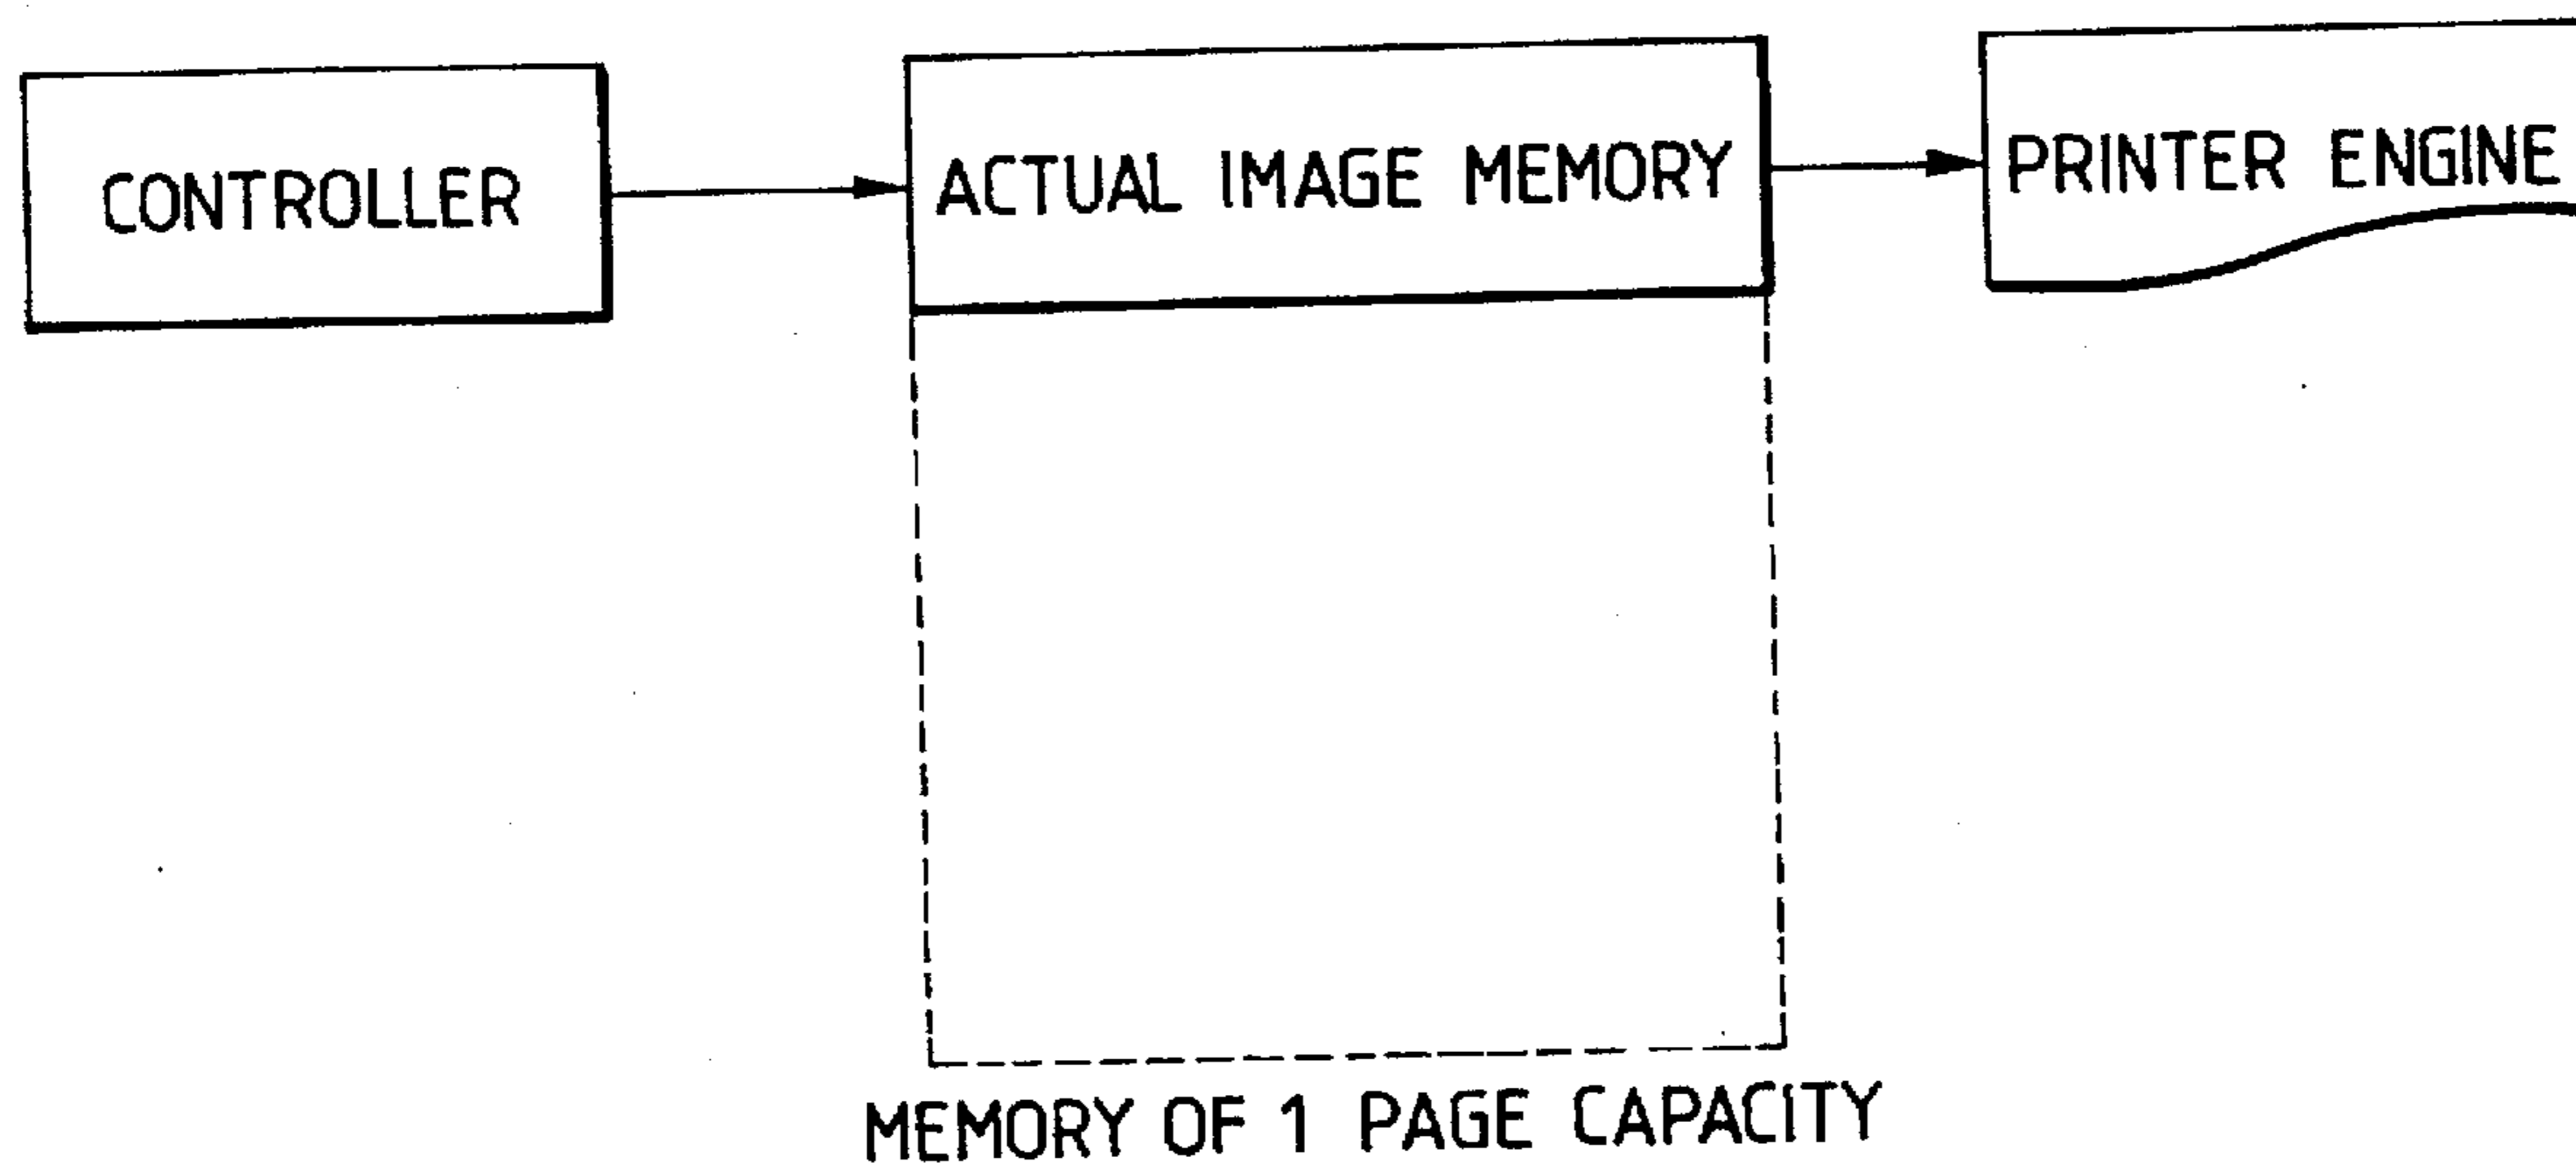 CONTROLLER
ACTUAL IMAGE MEMORY
PRINTER ENGINE
MEMORY OF 1 PAGE CAPACITY